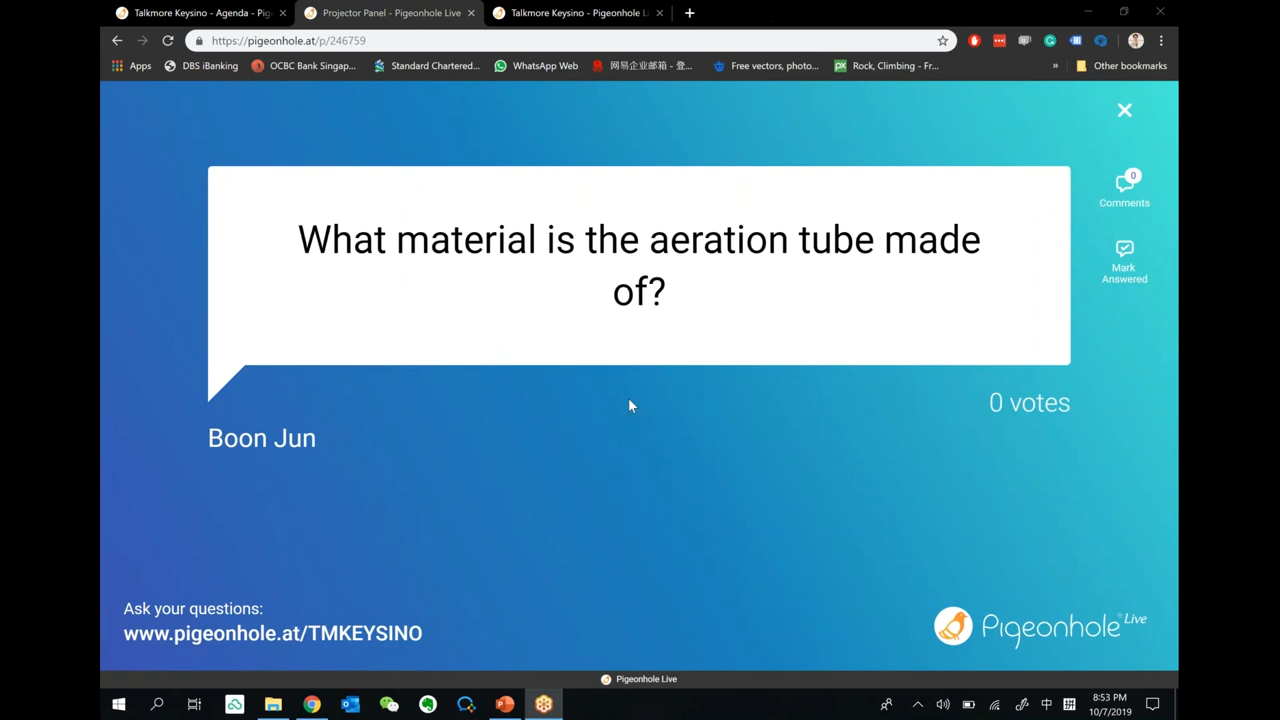 Talkmore Keysino - Agenda - Pig
Projector Panel - Pigeonhole Live
Talkmore Keysino - Pigeonhole L
https://pigeonhole.at/p/246759
Apps
DBS iBanking
OCBC Bank Singap...
Standard Chartered...
WhatsApp Web
网易企业邮箱 - 登...
Free vectors, photo...
px
Rock, Climbing - Fr...
»
Other bookmarks
What material is the aeration tube made
of?
0
Comments
Mark
Answered
0 votes
Boon Jun
Ask your questions:
www.pigeonhole.at/TMKEYSINO
Pigeonhole Live
Pigeonhole Live
中
拼
8:53 PM
10/7/2019